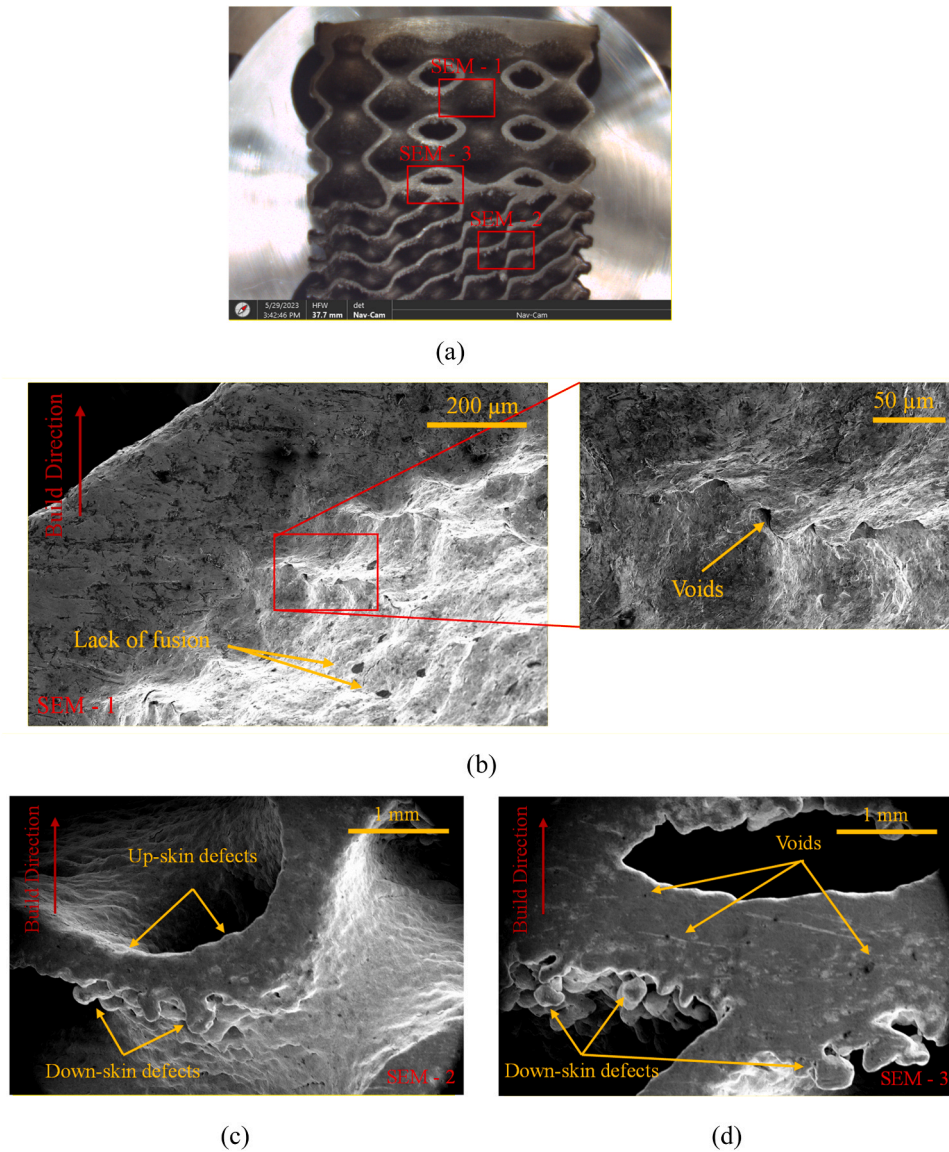 SEM - 1
SEM - 3
SEM - 2
5/29/2023 HFW det
3:42:46 PM 37.7 mm Nav-Cam Nav-Cam
(a)
Build Direction
200 µm
50 µm
Voids
Lack of fusion
SEM - 1
(b)
Build Direction
1 mm
Up-skin defects
Down-skin defects
SEM - 2
Build Direction
1 mm
Voids
Down-skin defects
SEM - 3
(c)
(d)